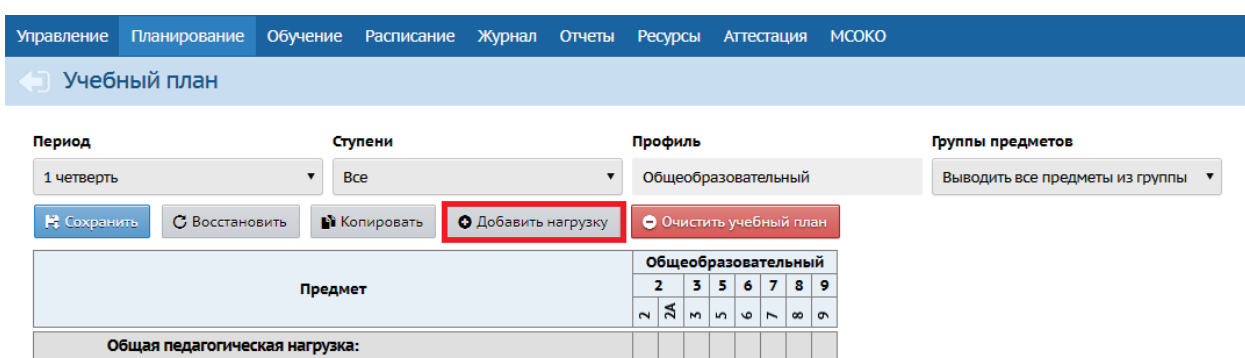 Управление Планирование Обучение Расписание Журнал Отчеты Ресурсы Аттестация МСОКО
Учебный план
Период Ступени Профиль Группы предметов
1 четверть Все Общеобразовательный Выводить все предметы из группы
Сохранить Восстановить Копировать Добавить нагрузку Очистить учебный план
Общеобразовательный
Предмет 2 3 5 6 7 8 9
2 2А 3 5 6 7 8 9
Общая педагогическая нагрузка: